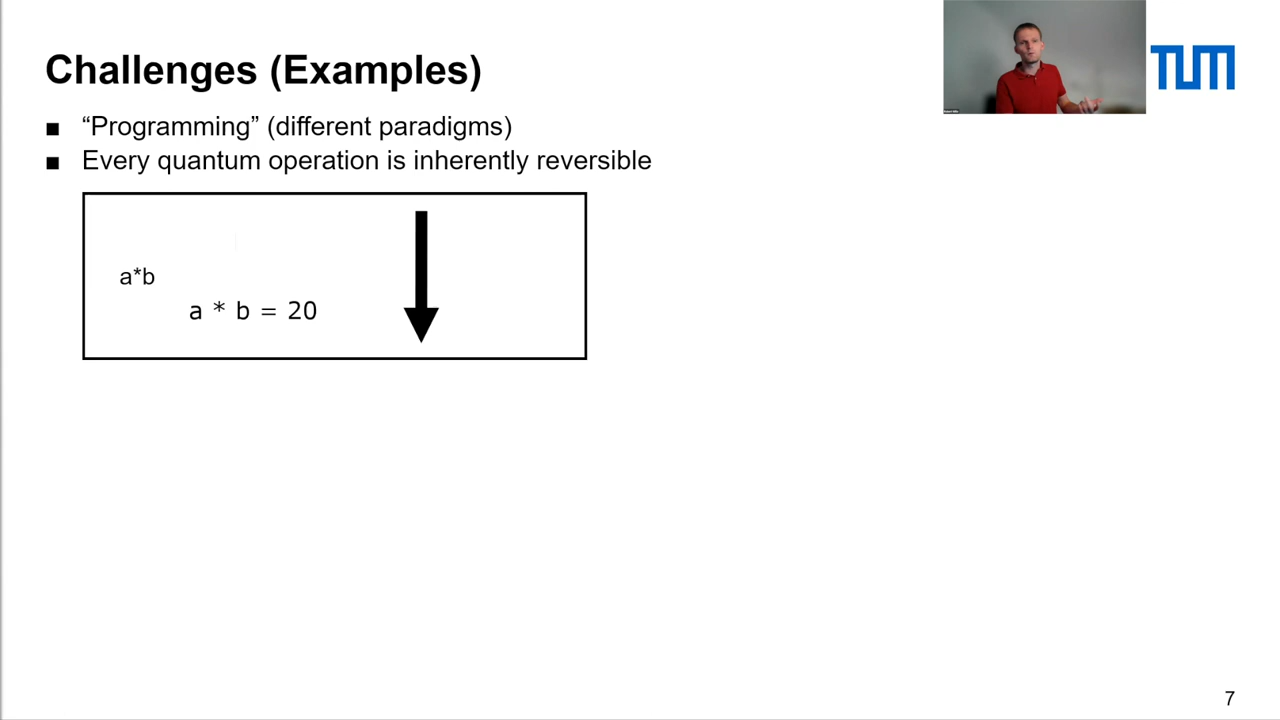 Challenges (Examples)
TUM
■ “Programming” (different paradigms)
■ Every quantum operation is inherently reversible
a*b
a * b = 20
7